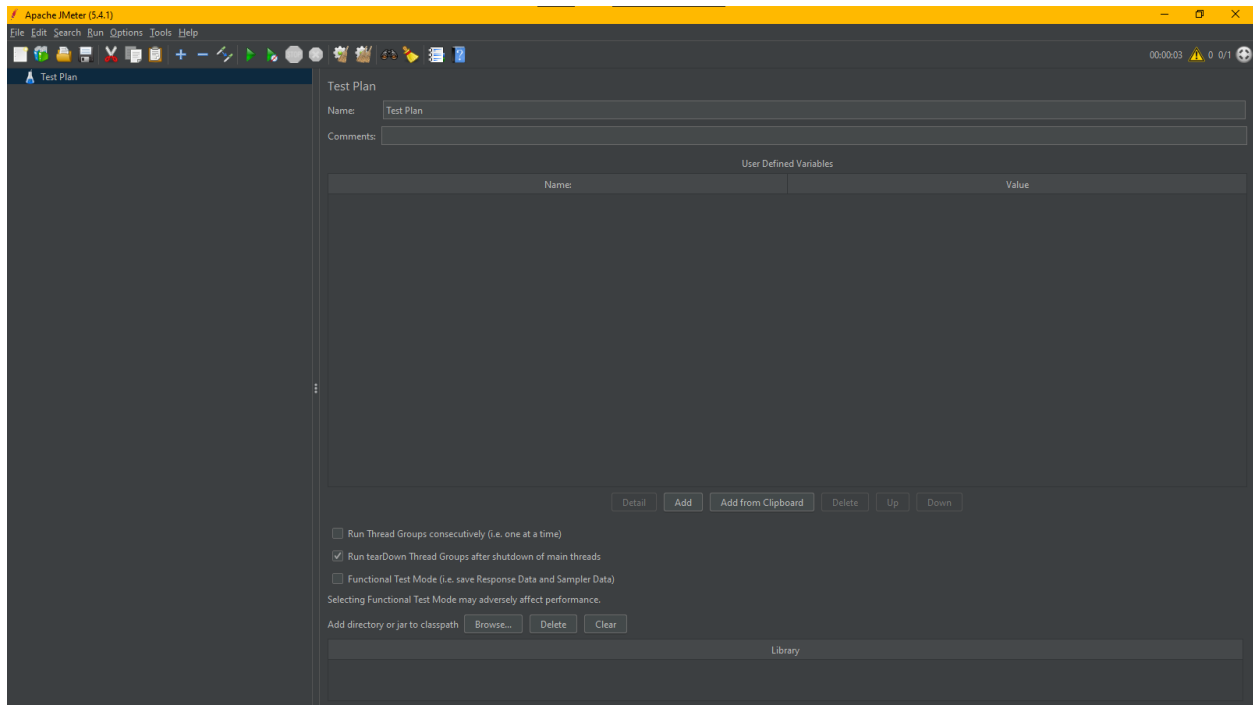 Apache JMeter (5.4.1)
File Edit Search Run Options Tools Help
00:00:03 0 0/1
Test Plan
Test Plan
Name: Test Plan
Comments:
User Defined Variables
Name: Value
Detail Add Add from Clipboard Delete Up Down
Run Thread Groups consecutively (i.e. one at a time)
Run tearDown Thread Groups after shutdown of main threads
Functional Test Mode (i.e. save Response Data and Sampler Data)
Selecting Functional Test Mode may adversely affect performance.
Add directory or jar to classpath Browse... Delete Clear
Library